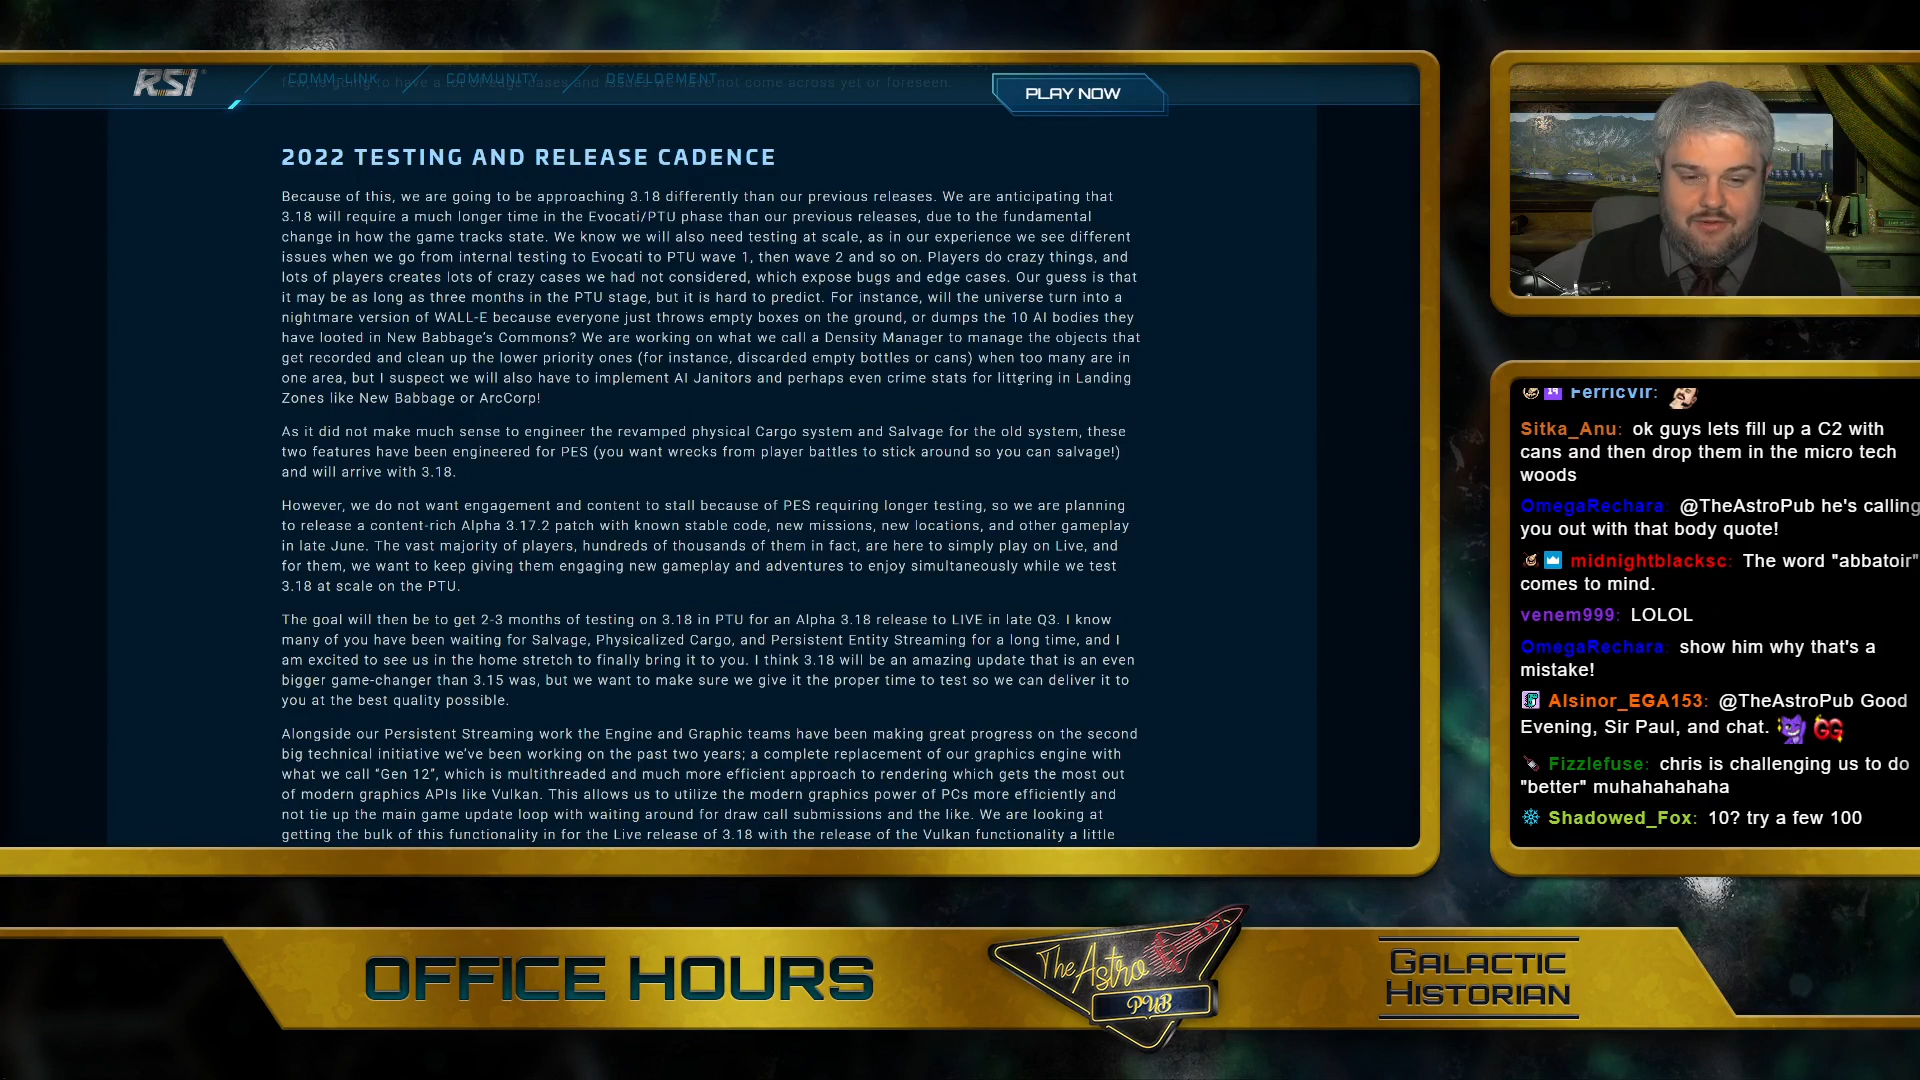 RSI
COMM-LINK
COMMUNITY
DEVELOPMENT
few, is going to have a lot of edge cases and issues we have not come across yet or foreseen.
PLAY NOW
2022 TESTING AND RELEASE CADENCE
Because of this, we are going to be approaching 3.18 differently than our previous releases. We are anticipating that
3.18 will require a much longer time in the Evocati/PTU phase than our previous releases, due to the fundamental
change in how the game tracks state. We know we will also need testing at scale, as in our experience we see different
issues when we go from internal testing to Evocati to PTU wave 1, then wave 2 and so on. Players do crazy things, and
lots of players creates lots of crazy cases we had not considered, which expose bugs and edge cases. Our guess is that
it may be as long as three months in the PTU stage, but it is hard to predict. For instance, will the universe turn into a
nightmare version of WALL-E because everyone just throws empty boxes on the ground, or dumps the 10 AI bodies they
have looted in New Babbage's Commons? We are working on what we call a Density Manager to manage the objects that
get recorded and clean up the lower priority ones (for instance, discarded empty bottles or cans) when too many are in
one area, but I suspect we will also have to implement AI Janitors and perhaps even crime stats for littering in Landing
Zones like New Babbage or ArcCorp!
As it did not make much sense to engineer the revamped physical Cargo system and Salvage for the old system, these
two features have been engineered for PES (you want wrecks from player battles to stick around so you can salvage!)
and will arrive with 3.18.
However, we do not want engagement and content to stall because of PES requiring longer testing, so we are planning
to release a content-rich Alpha 3.17.2 patch with known stable code, new missions, new locations, and other gameplay
in late June. The vast majority of players, hundreds of thousands of them in fact, are here to simply play on Live, and
for them, we want to keep giving them engaging new gameplay and adventures to enjoy simultaneously while we test
3.18 at scale on the PTU.
The goal will then be to get 2-3 months of testing on 3.18 in PTU for an Alpha 3.18 release to LIVE in late Q3. I know
many of you have been waiting for Salvage, Physicalized Cargo, and Persistent Entity Streaming for a long time, and I
am excited to see us in the home stretch to finally bring it to you. I think 3.18 will be an amazing update that is an even
bigger game-changer than 3.15 was, but we want to make sure we give it the proper time to test so we can deliver it to
you at the best quality possible.
Alongside our Persistent Streaming work the Engine and Graphic teams have been making great progress on the second
big technical initiative we've been working on the past two years; a complete replacement of our graphics engine with
what we call "Gen 12", which is multithreaded and much more efficient approach to rendering which gets the most out
of modern graphics APIs like Vulkan. This allows us to utilize the modern graphics power of PCs more efficiently and
not tie up the main game update loop with waiting around for draw call submissions and the like. We are looking at
getting the bulk of this functionality in for the Live release of 3.18 with the release of the Vulkan functionality a little
FerricVir:
Sitka_Anu: ok guys lets fill up a C2 with
cans and then drop them in the micro tech
woods
OmegaRechara: @TheAstroPub he's calling
you out with that body quote!
midnightblacksc: The word "abbatoir"
comes to mind.
venem999: LOLOL
OmegaRechara: show him why that's a
mistake!
Alsinor_EGA153: @TheAstroPub Good
Evening, Sir Paul, and chat.
Fizzlefuse: chris is challenging us to do
"better" muhahahahaha
Shadowed_Fox: 10? try a few 100
OFFICE HOURS
The Astro
PUB
GALACTIC
HISTORIAN